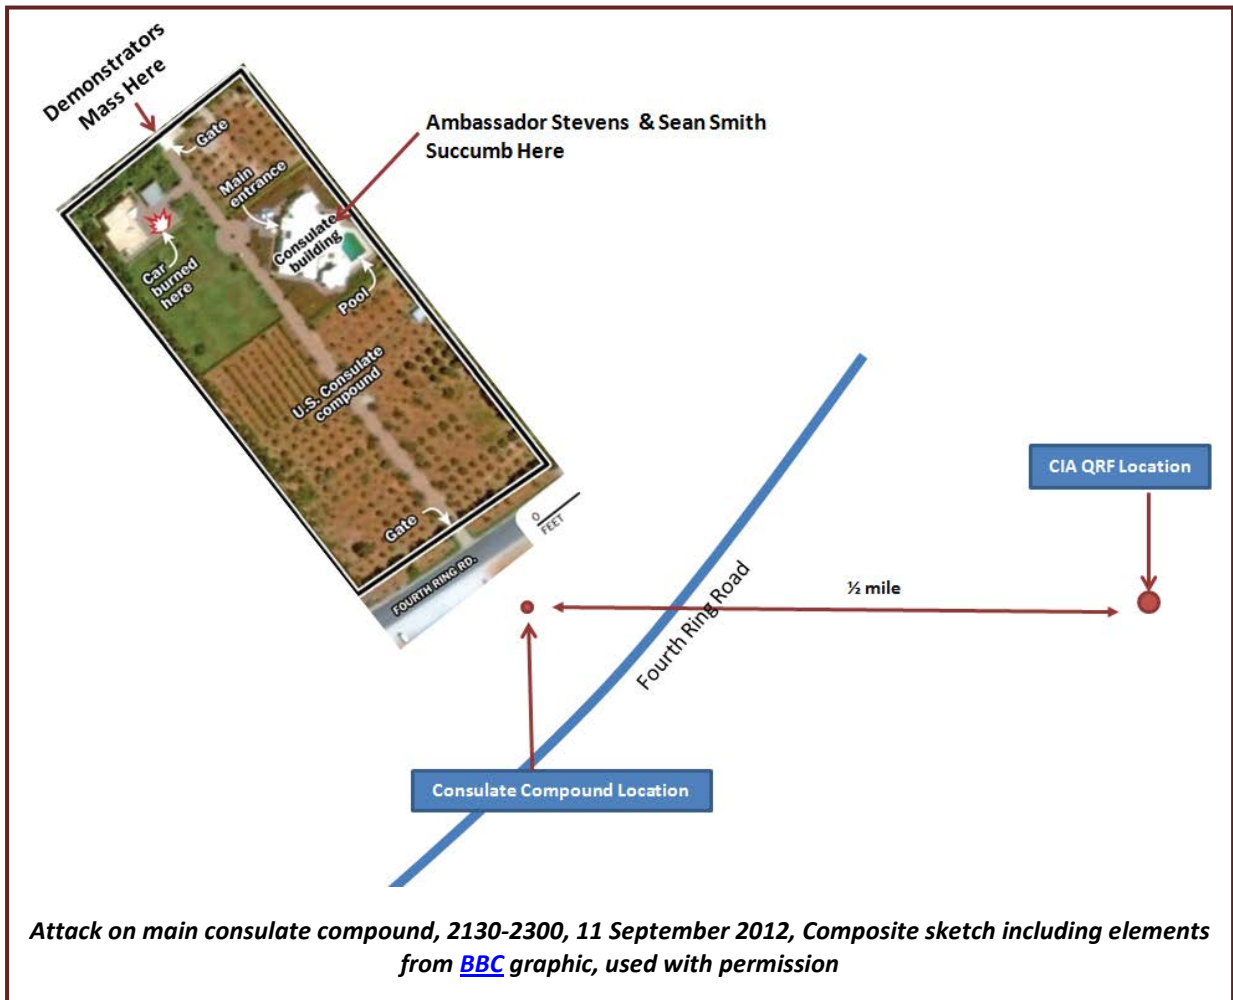 Demonstrators
Mass Here
Gate
Ambassador Stevens & Sean Smith
Succumb Here
Main
entrance
Consulate
building
Car
burned
here
Pool
U.S. Consulate
compound
Gate
0
FEET
FOURTH RING RD.
CIA QRF Location
½ mile
Fourth Ring Road
Consulate Compound Location
Attack on main consulate compound, 2130-2300, 11 September 2012, Composite sketch including elements
from BBC graphic, used with permission